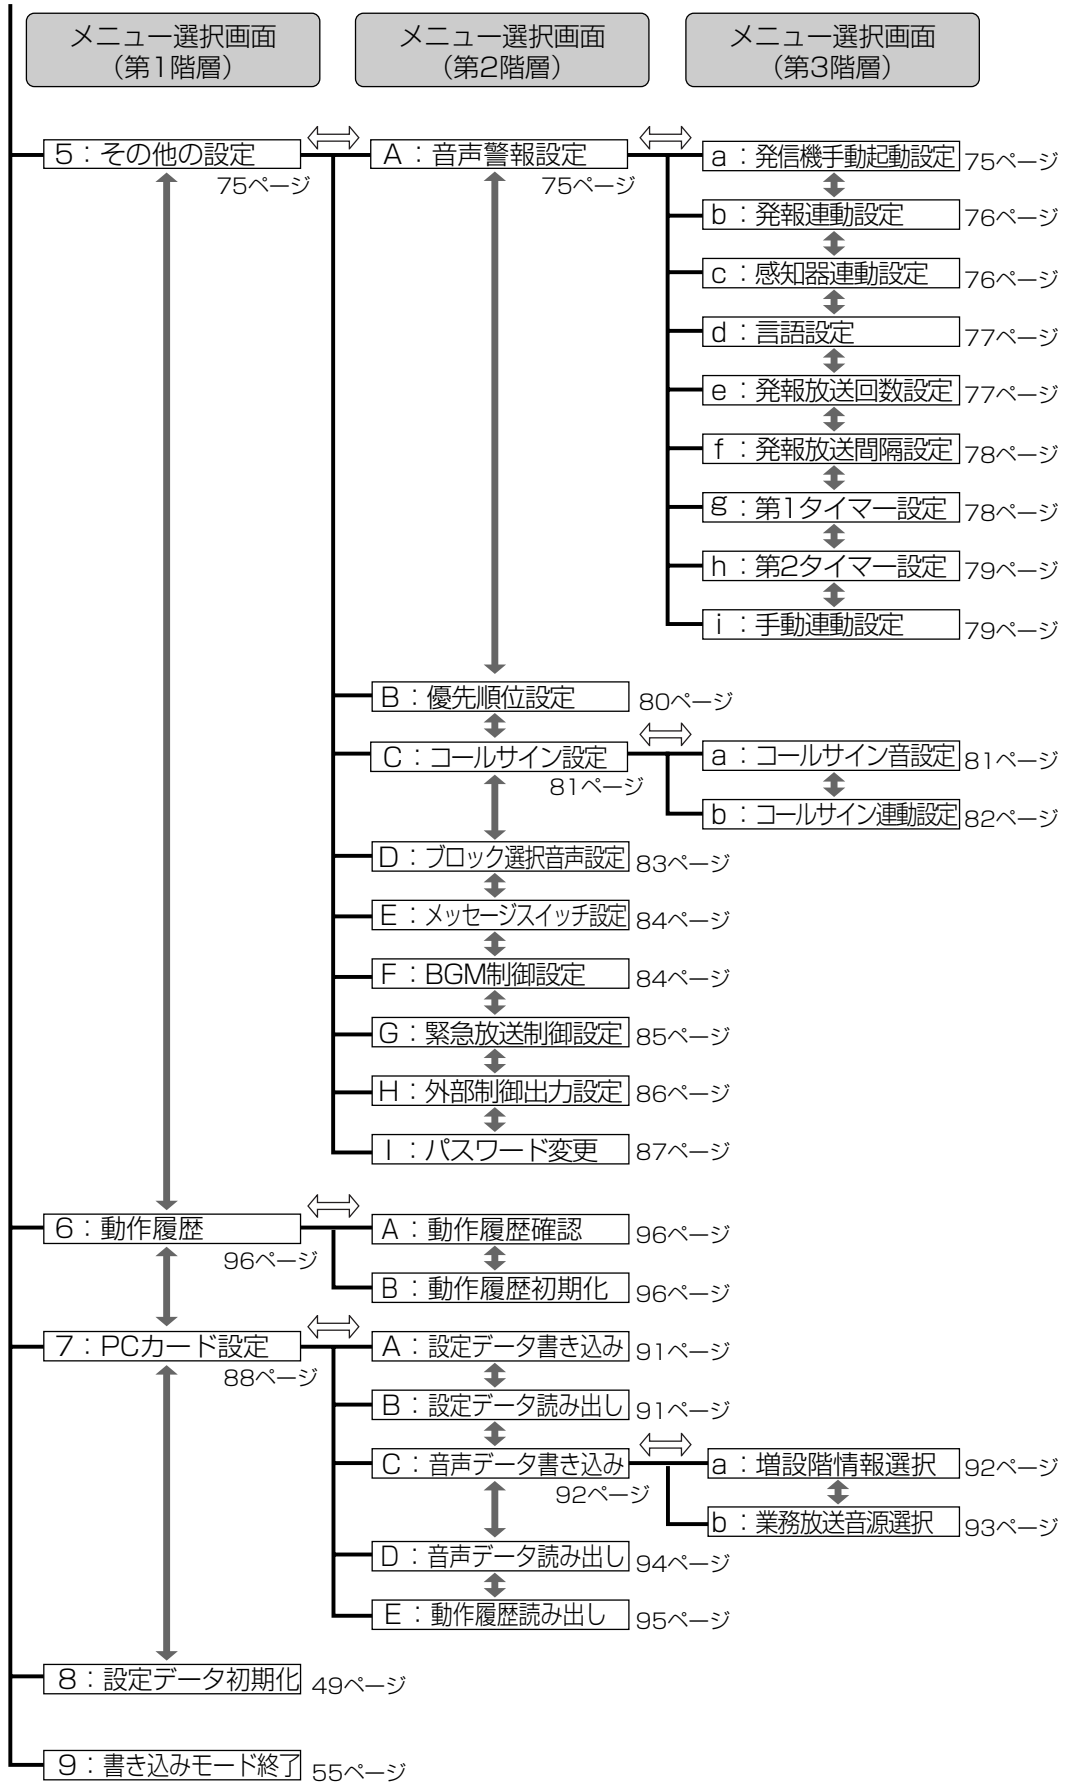 メニュー選択画面
（第1階層）
メニュー選択画面
（第2階層）
メニュー選択画面
（第3階層）
5：その他の設定
75ページ
A：音声警報設定
75ページ
a：発信機手動起動設定 75ページ
b：発報連動設定 76ページ
c：感知器連動設定 76ページ
d：言語設定 77ページ
e：発報放送回数設定 77ページ
f：発報放送間隔設定 78ページ
g：第1タイマー設定 78ページ
h：第2タイマー設定 79ページ
i：手動連動設定 79ページ
B：優先順位設定 80ページ
C：コールサイン設定
81ページ
a：コールサイン音設定 81ページ
b：コールサイン連動設定 82ページ
D：ブロック選択音声設定 83ページ
E：メッセージスイッチ設定 84ページ
F：BGM制御設定 84ページ
G：緊急放送制御設定 85ページ
H：外部制御出力設定 86ページ
I：パスワード変更 87ページ
6：動作履歴
96ページ
A：動作履歴確認 96ページ
B：動作履歴初期化 96ページ
7：PCカード設定
88ページ
A：設定データ書き込み 91ページ
B：設定データ読み出し 91ページ
C：音声データ書き込み
92ページ
a：増設階情報選択 92ページ
b：業務放送音源選択 93ページ
D：音声データ読み出し 94ページ
E：動作履歴読み出し 95ページ
8：設定データ初期化 49ページ
9：書き込みモード終了 55ページ